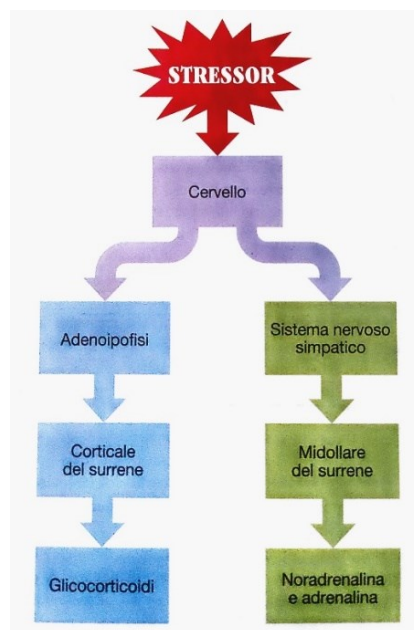 STRESSOR
Cervello
Adenoipofisi
Sistema nervoso
simpatico
Corticale
del surrene
Midollare
del surrene
Glicocorticoidi
Noradrenalina
e adrenalina